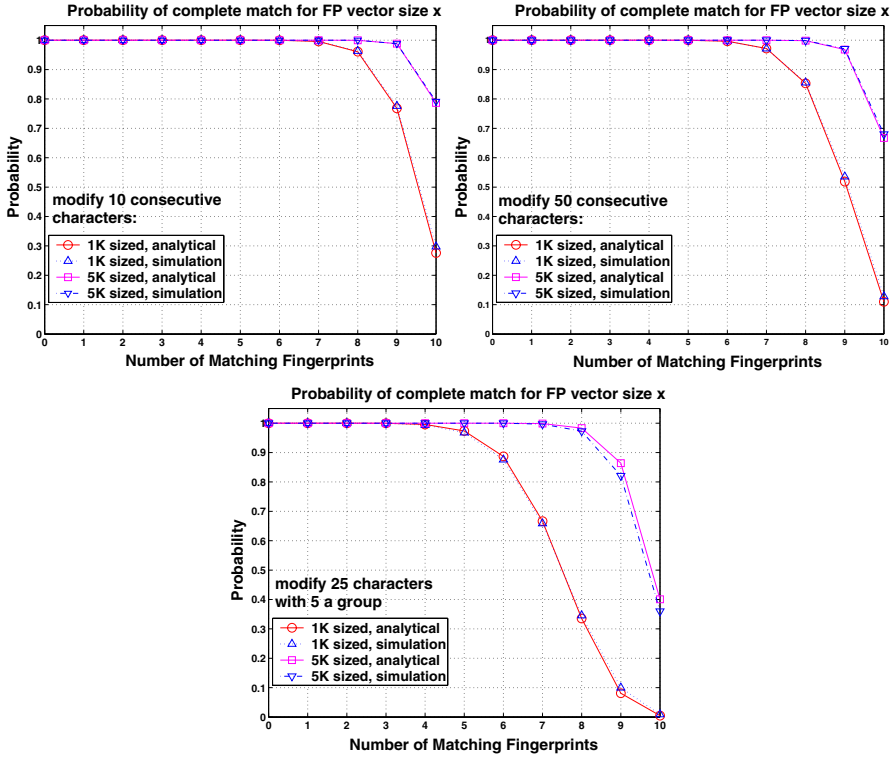 Probability of complete match for FP vector size x
1
0.9
0.8
0.7
0.6
0.5
0.4
0.3
0.2
0.1
0
Probability
modify 10 consecutive
characters:
1K sized, analytical
1K sized, simulation
5K sized, analytical
5K sized, simulation
0 1 2 3 4 5 6 7 8 9 10
Number of Matching Fingerprints
Probability of complete match for FP vector size x
1
0.9
0.8
0.7
0.6
0.5
0.4
0.3
0.2
0.1
0
Probability
modify 50 consecutive
characters:
1K sized, analytical
1K sized, simulation
5K sized, analytical
5K sized, simulation
0 1 2 3 4 5 6 7 8 9 10
Number of Matching Fingerprints
Probability of complete match for FP vector size x
1
0.9
0.8
0.7
0.6
0.5
0.4
0.3
0.2
0.1
0
Probability
modify 25 characters
with 5 a group
1K sized, analytical
1K sized, simulation
5K sized, analytical
5K sized, simulation
0 1 2 3 4 5 6 7 8 9 10
Number of Matching Fingerprints